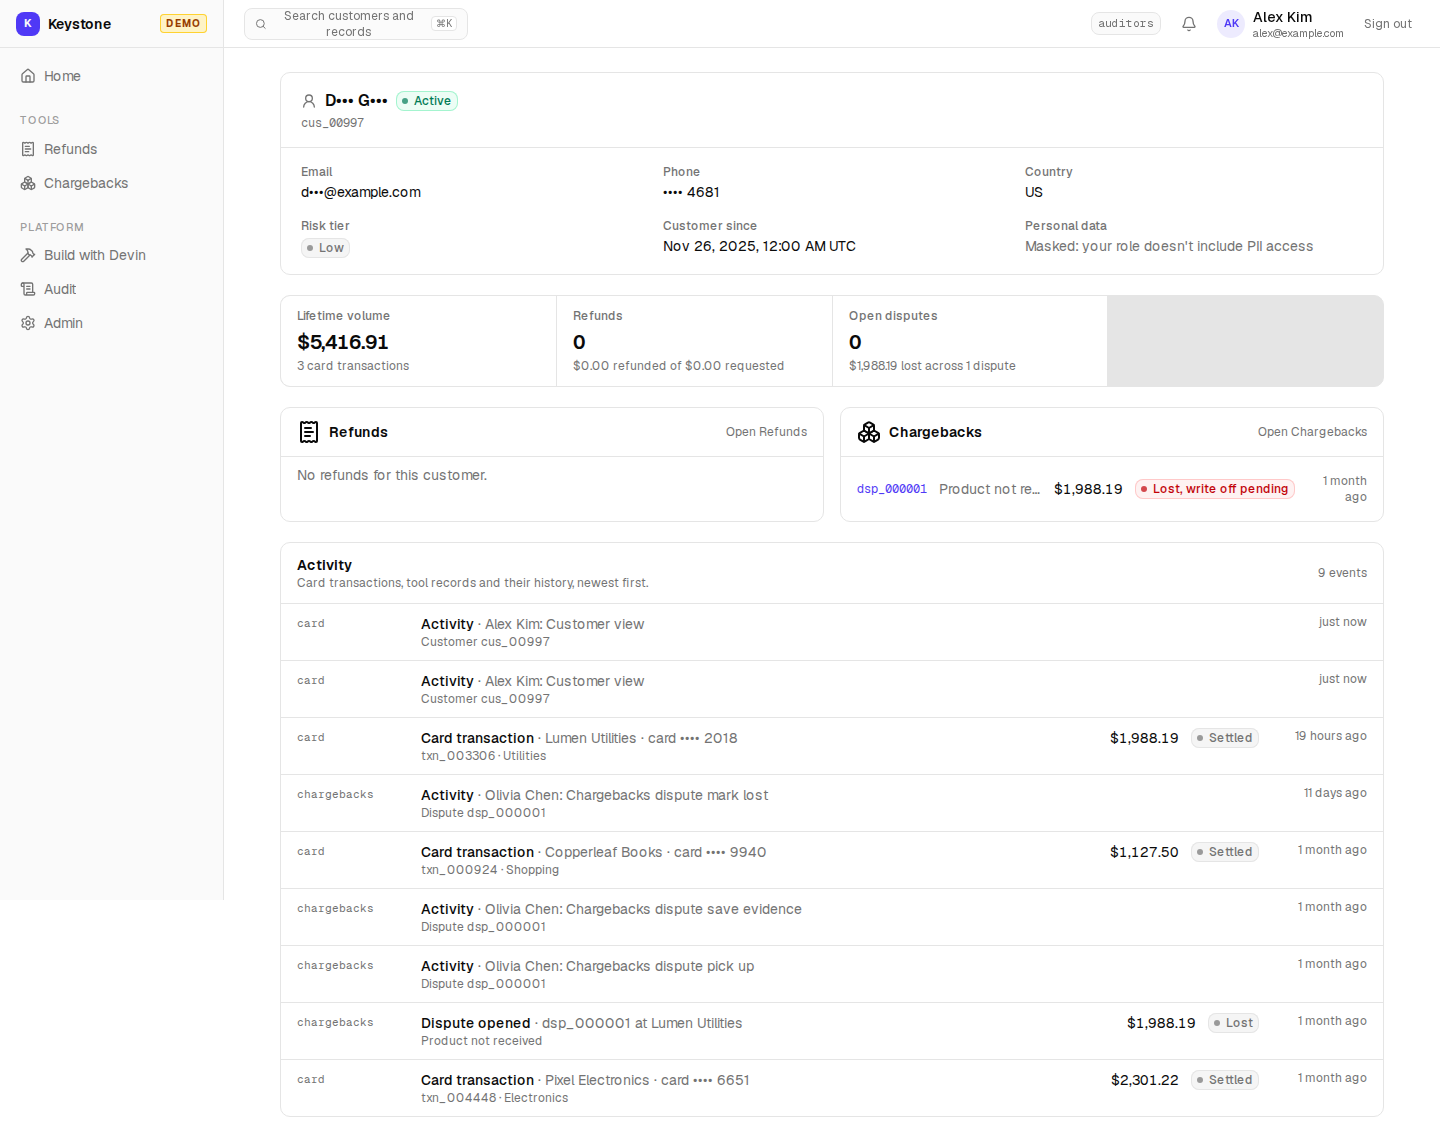 K Keystone DEMO
Search customers and records ⌘K
auditors
AK Alex Kim
alex@example.com
Sign out
Home
TOOLS
Refunds
Chargebacks
PLATFORM
Build with Devin
Audit
Admin
D••• G••• Active
cus_00997
Email
d•••@example.com
Phone
•••• 4681
Country
US
Risk tier
Low
Customer since
Nov 26, 2025, 12:00 AM UTC
Personal data
Masked: your role doesn't include PII access
Lifetime volume
$5,416.91
3 card transactions
Refunds
0
$0.00 refunded of $0.00 requested
Open disputes
0
$1,988.19 lost across 1 dispute
Refunds Open Refunds
No refunds for this customer.
Chargebacks Open Chargebacks
dsp_000001 Product not re… $1,988.19 Lost, write off pending 1 month ago
Activity
Card transactions, tool records and their history, newest first.
9 events
card Activity · Alex Kim: Customer view just now
Customer cus_00997
card Activity · Alex Kim: Customer view just now
Customer cus_00997
card Card transaction · Lumen Utilities · card •••• 2018 $1,988.19 Settled 19 hours ago
txn_003306 · Utilities
chargebacks Activity · Olivia Chen: Chargebacks dispute mark lost 11 days ago
Dispute dsp_000001
card Card transaction · Copperleaf Books · card •••• 9940 $1,127.50 Settled 1 month ago
txn_000924 · Shopping
chargebacks Activity · Olivia Chen: Chargebacks dispute save evidence 1 month ago
Dispute dsp_000001
chargebacks Activity · Olivia Chen: Chargebacks dispute pick up 1 month ago
Dispute dsp_000001
chargebacks Dispute opened · dsp_000001 at Lumen Utilities $1,988.19 Lost 1 month ago
Product not received
card Card transaction · Pixel Electronics · card •••• 6651 $2,301.22 Settled 1 month ago
txn_004448 · Electronics